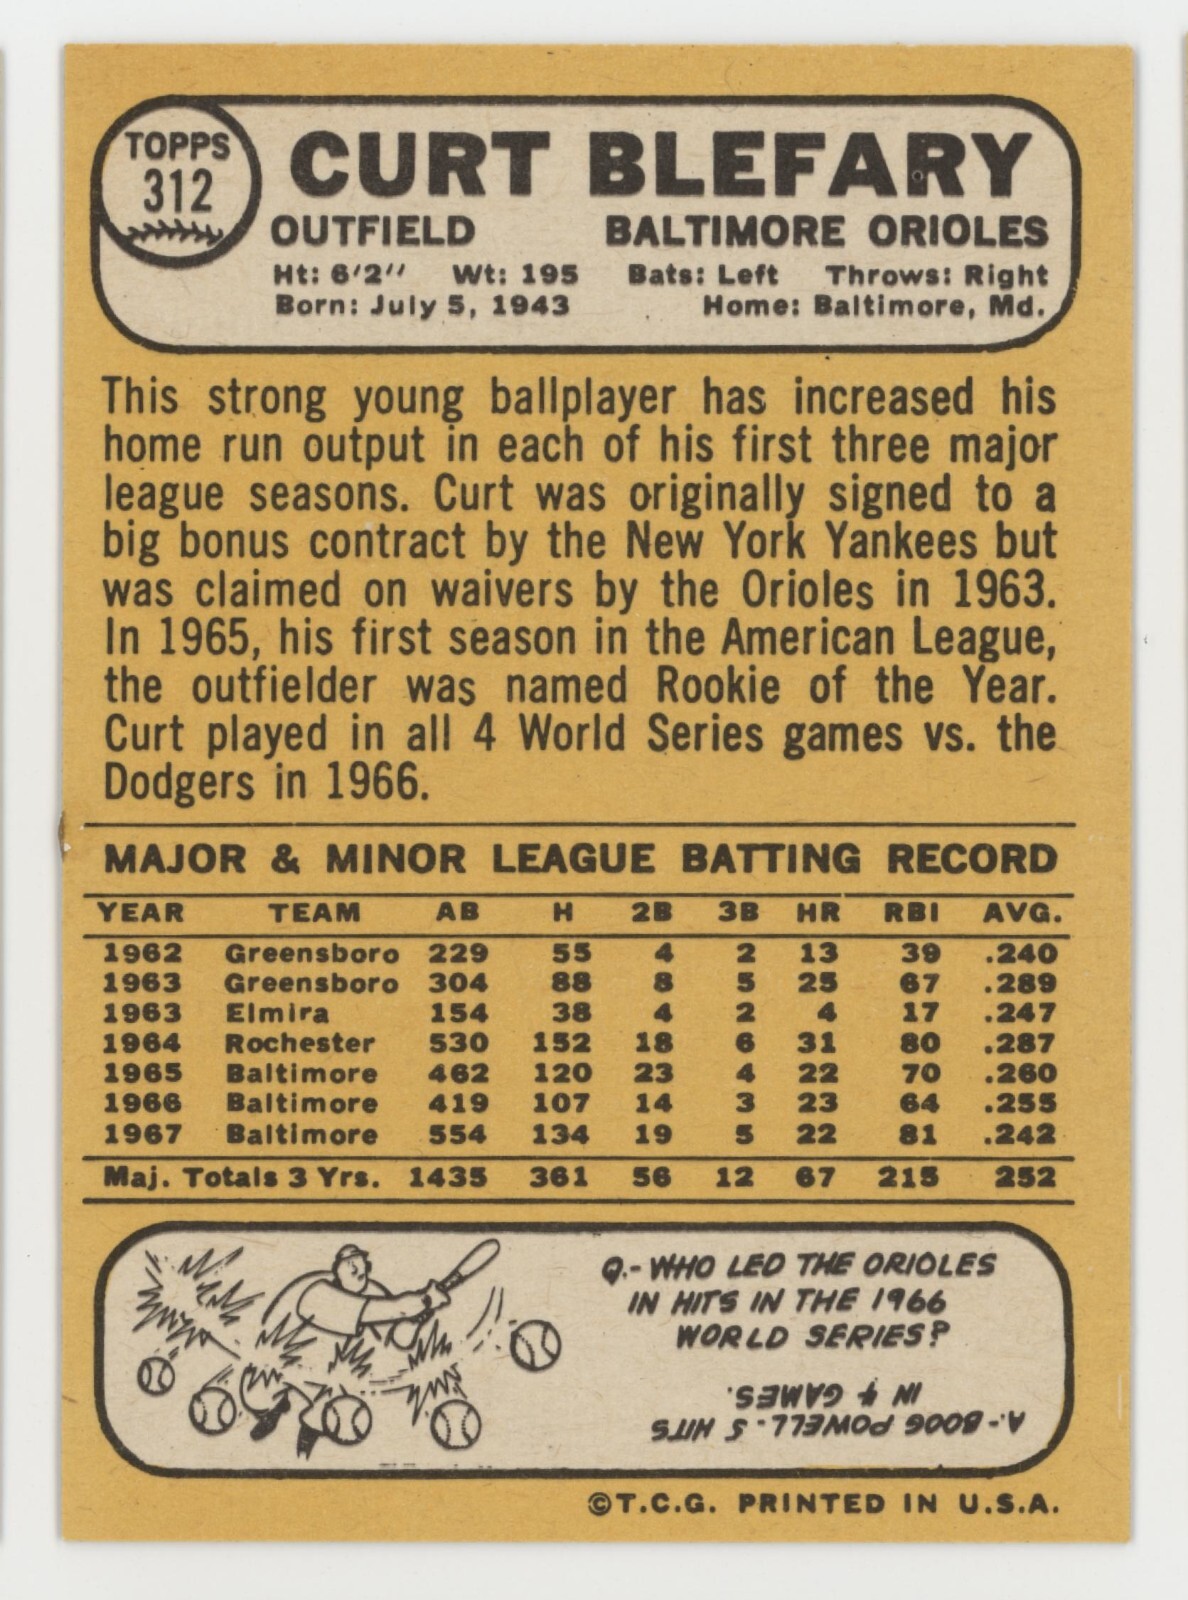 TOPPS
312
CURT BLEFARY
OUTFIELD BALTIMORE ORIOLES
Ht: 6'2" Wt: 195 Bats: Left Throws: Right
Born: July 5, 1943 Home: Baltimore, Md.
This strong young ballplayer has increased his
home run output in each of his first three major
league seasons. Curt was originally signed to a
big bonus contract by the New York Yankees but
was claimed on waivers by the Orioles in 1963.
In 1965, his first season in the American League,
the outfielder was named Rookie of the Year.
Curt played in all 4 World Series games vs. the
Dodgers in 1966.
MAJOR & MINOR LEAGUE BATTING RECORD
YEAR TEAM AB H 2B 3B HR RBI AVG.
1962 Greensboro 229 55 4 2 13 39 .240
1963 Greensboro 304 88 8 5 25 67 .289
1963 Elmira 154 38 4 2 4 17 .247
1964 Rochester 530 152 18 6 31 80 .287
1965 Baltimore 462 120 23 4 22 70 .260
1966 Baltimore 419 107 14 3 23 64 .255
1967 Baltimore 554 134 19 5 22 81 .242
Maj. Totals 3 Yrs. 1435 361 56 12 67 215 252
Q.- WHO LED THE ORIOLES
IN HITS IN THE 1966
WORLD SERIES?
A.- BOOG POWELL - 5 HITS
IN 4 GAMES.
©T.C.G. PRINTED IN U.S.A.